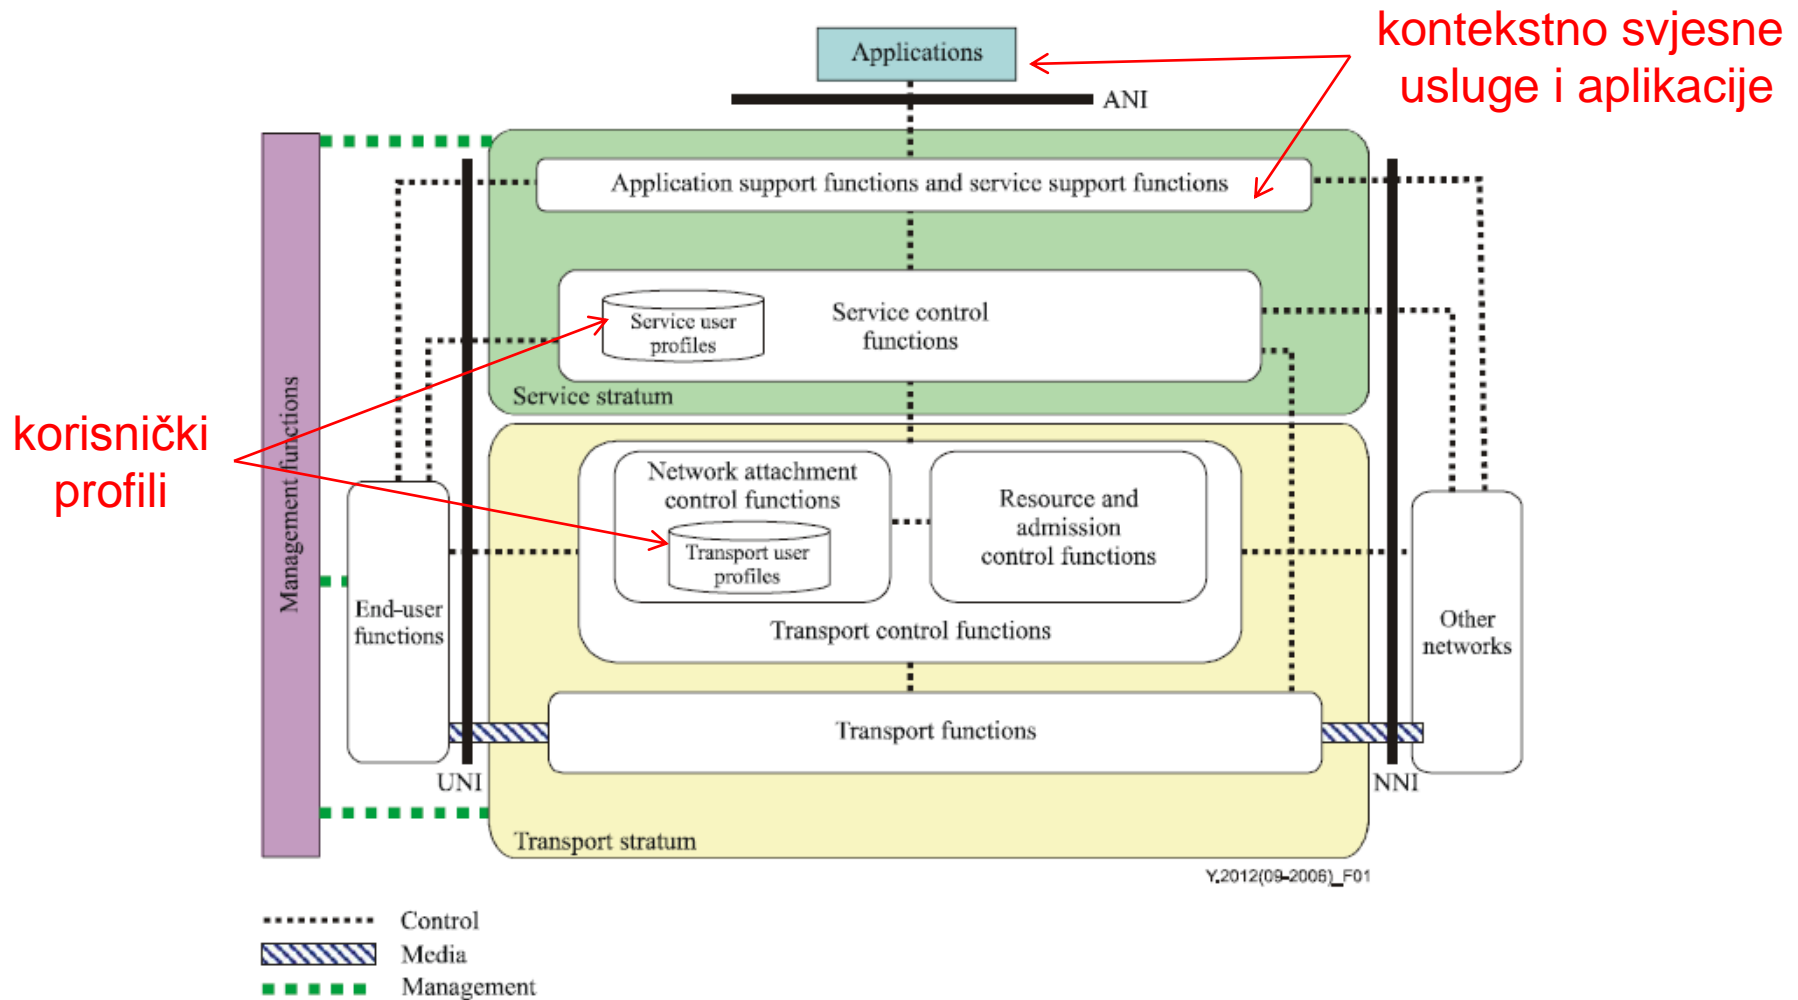 kontekstno svjesne
usluge i aplikacije
Applications
ANI
Application support functions and service support functions
Service user
profiles
Service control
functions
Service stratum
korisnički
profili
Management functions
Network attachment
control functions
Transport user
profiles
Resource and
admission
control functions
Transport control functions
End-user
functions
Other
networks
Transport functions
UNI
NNI
Transport stratum
Y.2012(09-2006)_F01
Control
Media
Management